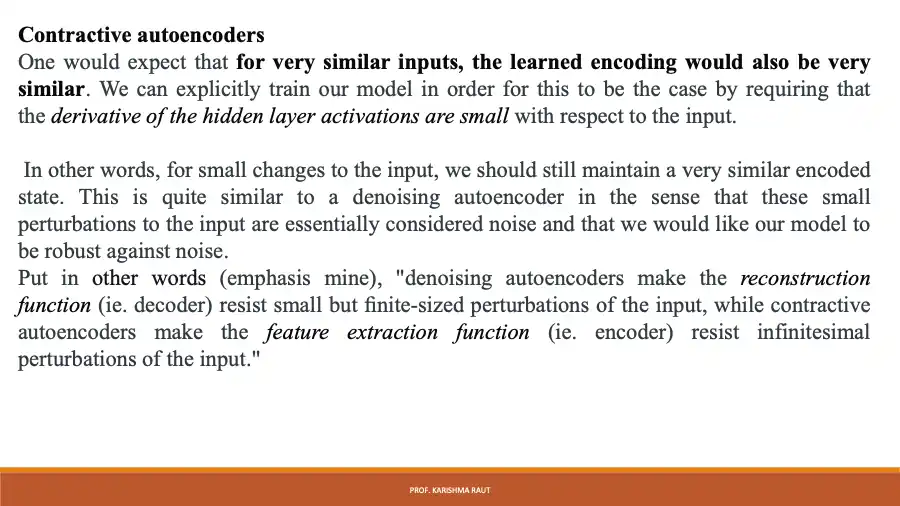 Contractive autoencoders
One would expect that for very similar inputs, the learned encoding would also be very
similar. We can explicitly train our model in order for this to be the case by requiring that
the derivative of the hidden layer activations are small with respect to the input.
In other words, for small changes to the input, we should still maintain a very similar encoded
state. This is quite similar to a denoising autoencoder in the sense that these small
perturbations to the input are essentially considered noise and that we would like our model to
be robust against noise.
Put in other words (emphasis mine), "denoising autoencoders make the reconstruction
function (ie. decoder) resist small but finite-sized perturbations of the input, while contractive
autoencoders make the feature extraction function (ie. encoder) resist infinitesimal
perturbations of the input."
PROF. KARISHMA RAUT